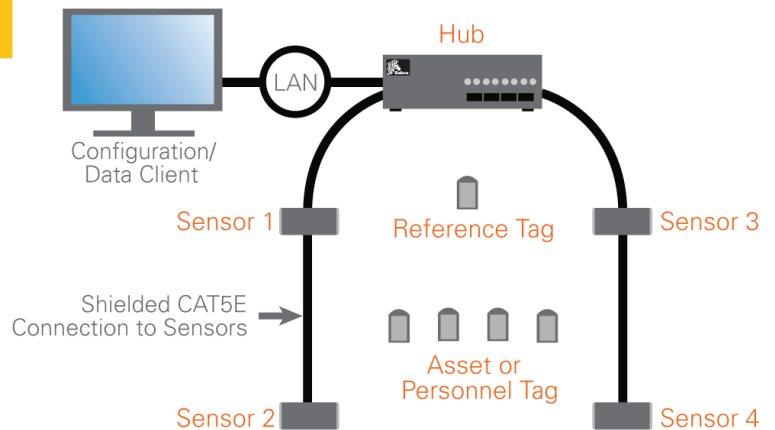 Hub
Zebra
LAN
Configuration/
Data Client
Sensor 1
Reference Tag
Sensor 3
Shielded CAT5E
Connection to Sensors
Asset or
Personnel Tag
Sensor 2
Sensor 4